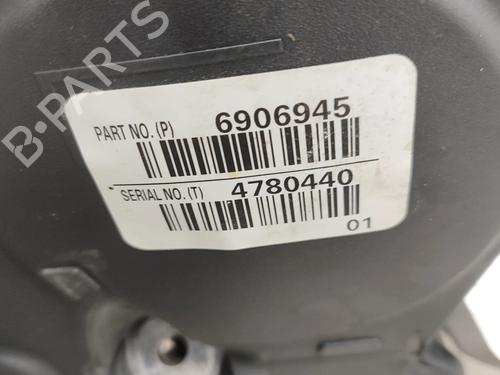 B-PARTS
PART NO. (P) 6906945
SERIAL NO. (T) 4780440
01